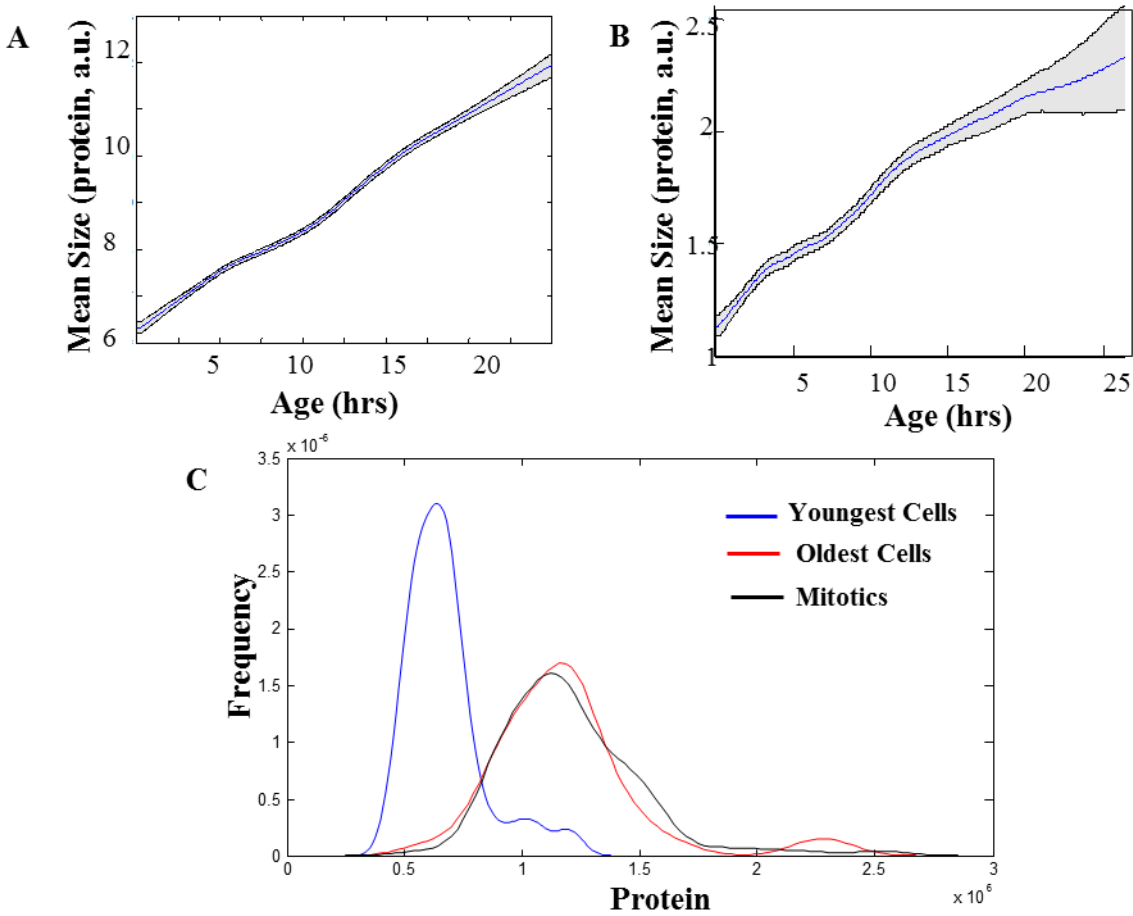 A
Mean Size (protein, a.u.)
12
10
8
6
5
10
15
20
Age (hrs)
B
Mean Size (protein, a.u.)
2.5
2
1.5
1
5
10
15
20
25
Age (hrs)
C
x 10-6
Frequency
3.5
3
2.5
2
1.5
1
0.5
0
Youngest Cells
Oldest Cells
Mitotics
0
0.5
1
1.5
2
2.5
3
Protein
x 10 6